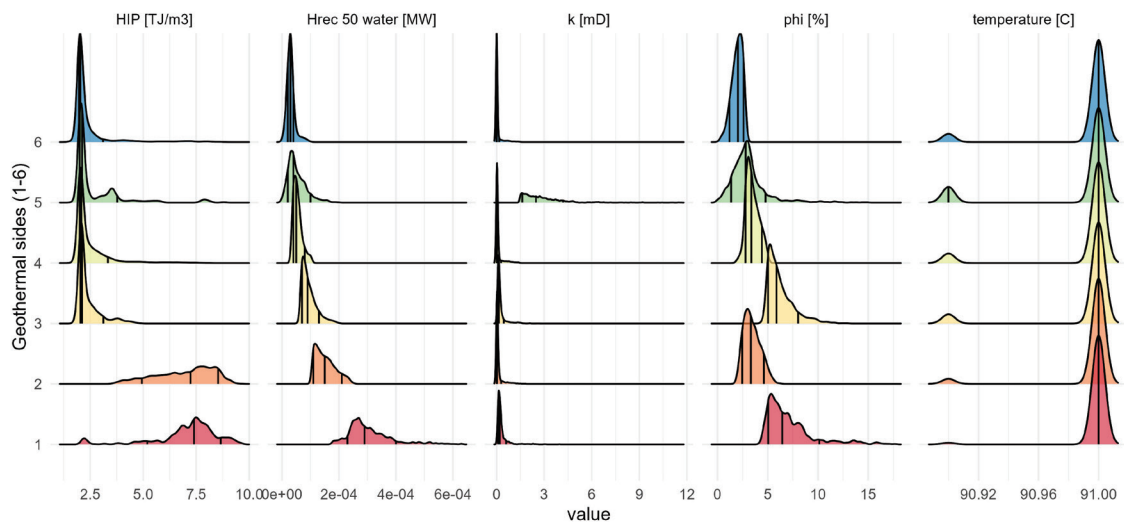 HIP [TJ/m3] Hrec 50 water [MW] k [mD] phi [%] temperature [C]
Geothermal sides (1-6)
6
5
4
3
2
1
2.5 5.0 7.5 10.0 0e+00 2e-04 4e-04 6e-04 0 3 6 9 12 0 5 10 15 90.92 90.96 91.00
value